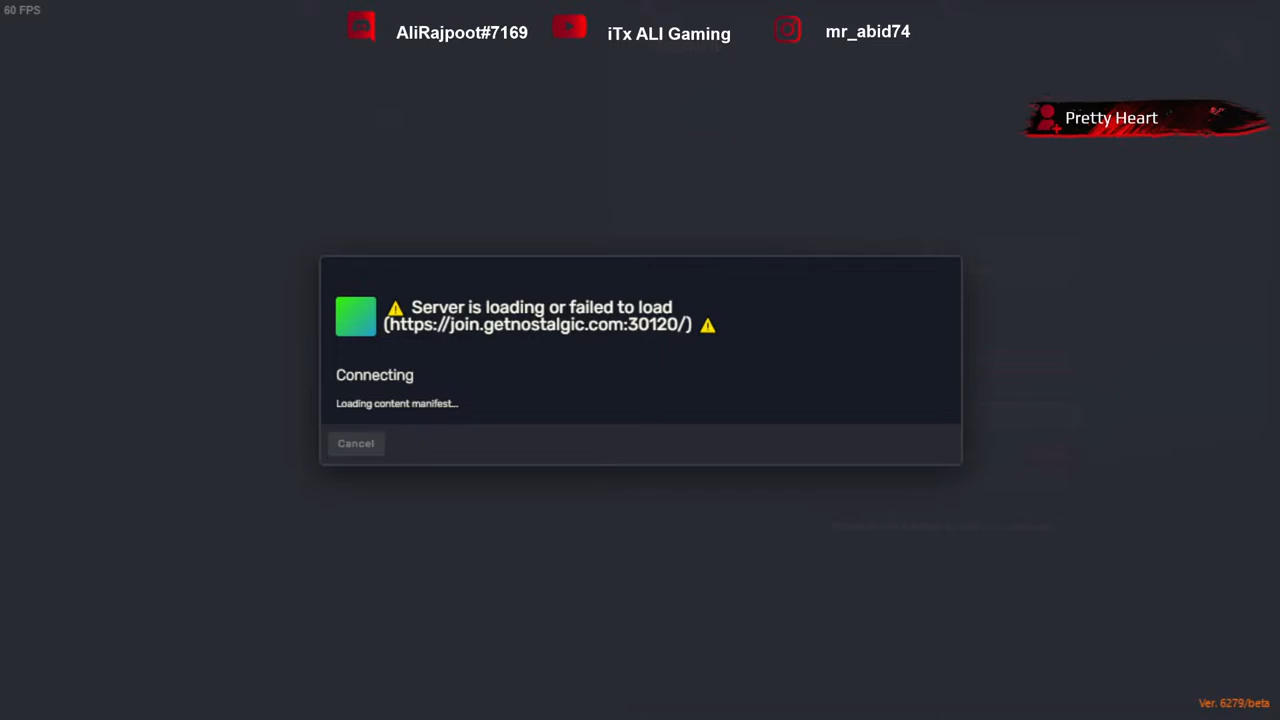 60 FPS
AliRajpoot#7169
iTx ALI Gaming
mr_abid74
Pretty Heart
Server is loading or failed to load
(https://join.getnostalgic.com:30120/)
Connecting
Loading content manifest...
Cancel
Ver. 6279/beta